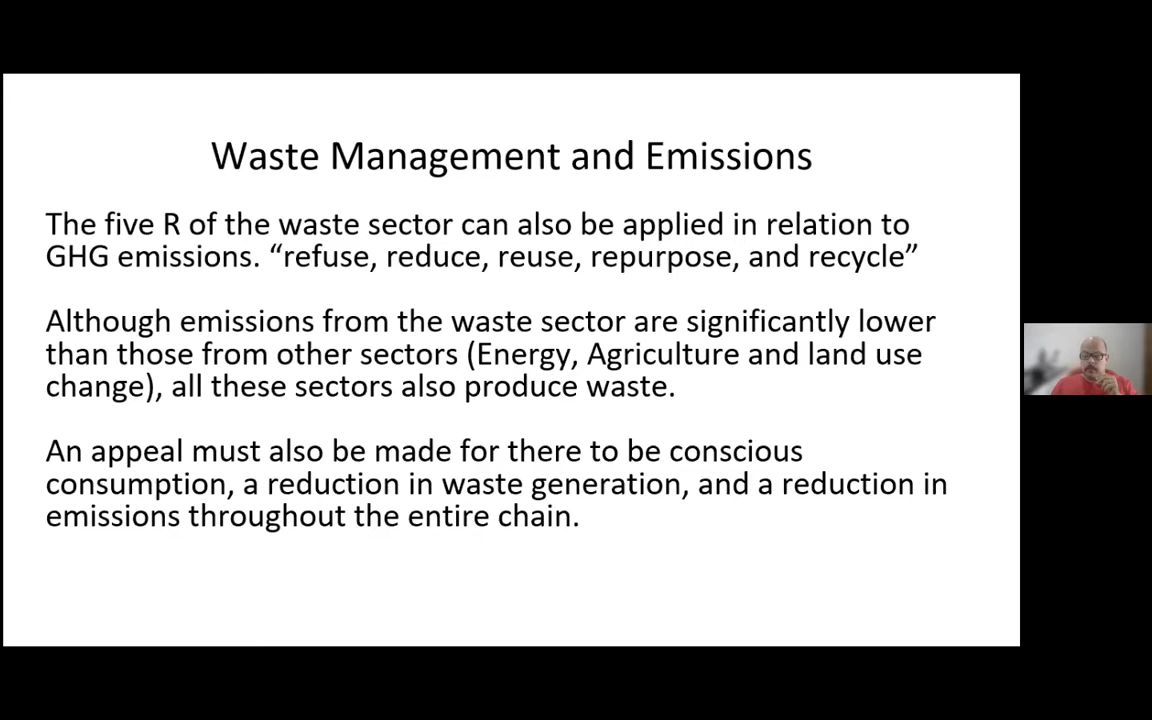 Waste Management and Emissions
The five R of the waste sector can also be applied in relation to
GHG emissions. “refuse, reduce, reuse, repurpose, and recycle”
Although emissions from the waste sector are significantly lower
than those from other sectors (Energy, Agriculture and land use
change), all these sectors also produce waste.
An appeal must also be made for there to be conscious
consumption, a reduction in waste generation, and a reduction in
emissions throughout the entire chain.